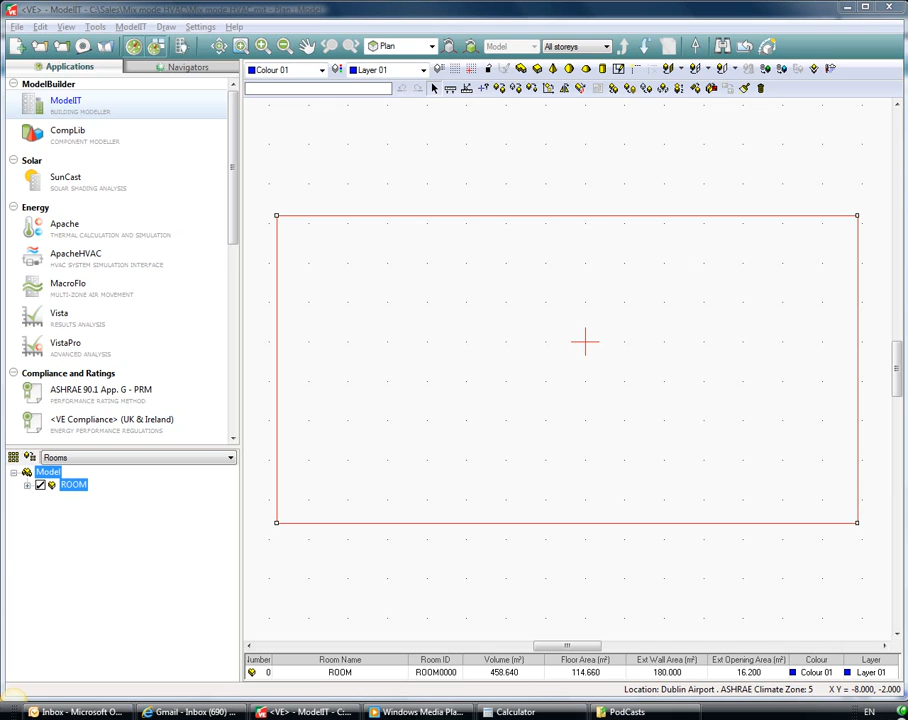 <VE> - ModelIT - C:\Sales\Mix mode HVAC\Mix mode HVAC.mit - Plan : Model
File Edit View Tools ModelIT Draw Settings Help
Plan Model All storeys
Applications Navigators
Colour 01 Layer 01
ModelBuilder
ModelIT
BUILDING MODELLER
CompLib
COMPONENT MODELLER
Solar
SunCast
SOLAR SHADING ANALYSIS
Energy
Apache
THERMAL CALCULATION AND SIMULATION
ApacheHVAC
HVAC SYSTEM SIMULATION INTERFACE
MacroFlo
MULTI-ZONE AIR MOVEMENT
Vista
RESULTS ANALYSIS
VistaPro
ADVANCED ANALYSIS
Compliance and Ratings
ASHRAE 90.1 App. G - PRM
PERFORMANCE RATING METHOD
<VE Compliance> (UK & Ireland)
ENERGY PERFORMANCE REGULATIONS
Rooms
Model
ROOM
Number Room Name Room ID Volume (m³) Floor Area (m²) Ext Wall Area (m²) Ext Opening Area (m²) Colour Layer
0 ROOM ROOM0000 458.640 114.660 180.000 16.200 Colour 01 Layer 01
Location: Dublin Airport . ASHRAE Climate Zone: 5 X Y = -8.000, -2.000
Inbox - Microsoft O... Gmail - Inbox (690) ... <VE> - ModelIT - C:... Windows Media Pla... Calculator PodCasts EN